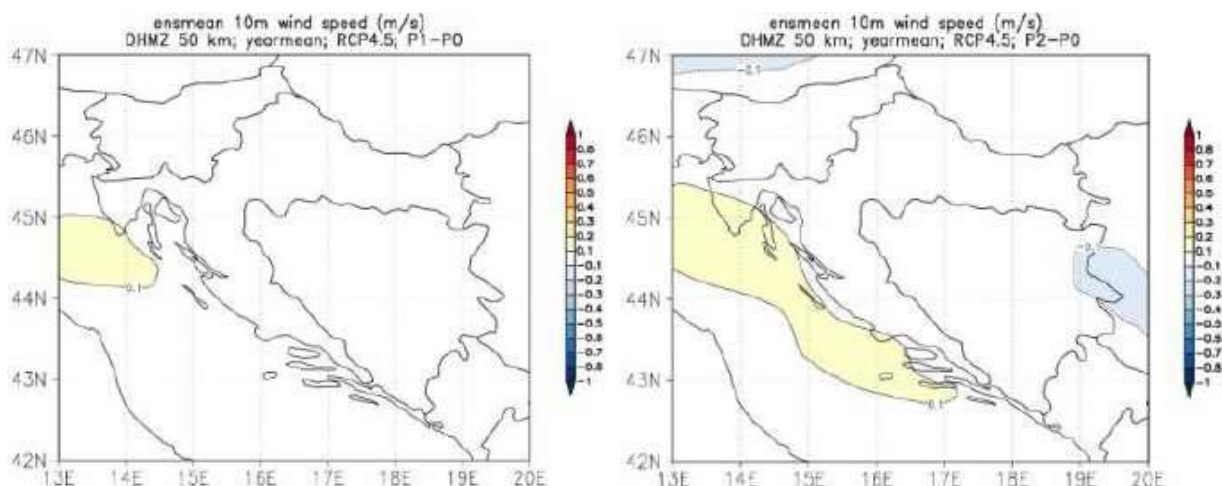 ensmean 10m wind speed (m/s)
DHMZ 50 km; yearmean; RCP4.5; P1-P0
47N
46N
45N
44N
43N
42N
13E 14E 15E 16E 17E 18E 19E 20E
0.1
1
0.8
0.7
0.6
0.5
0.4
0.3
0.2
0.1
-0.1
-0.2
-0.3
-0.4
-0.5
-0.6
-0.7
-0.8
-1
ensmean 10m wind speed (m/s)
DHMZ 50 km; yearmean; RCP4.5; P2-P0
47N
46N
45N
44N
43N
42N
13E 14E 15E 16E 17E 18E 19E 20E
-0.1
0.1
1
0.8
0.7
0.6
0.5
0.4
0.3
0.2
0.1
-0.1
-0.2
-0.3
-0.4
-0.5
-0.6
-0.7
-0.8
-1